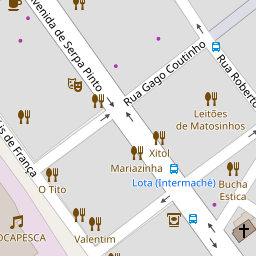 Avenida de Serpa Pinto
Rua Gago Coutinho
Rua Roberto
Leitões
de Matosinhos
de França
Xitol
Mariazinha
Lota (Intermaché)
O Tito
Bucha
Estica
OCAPESCA
Valentim